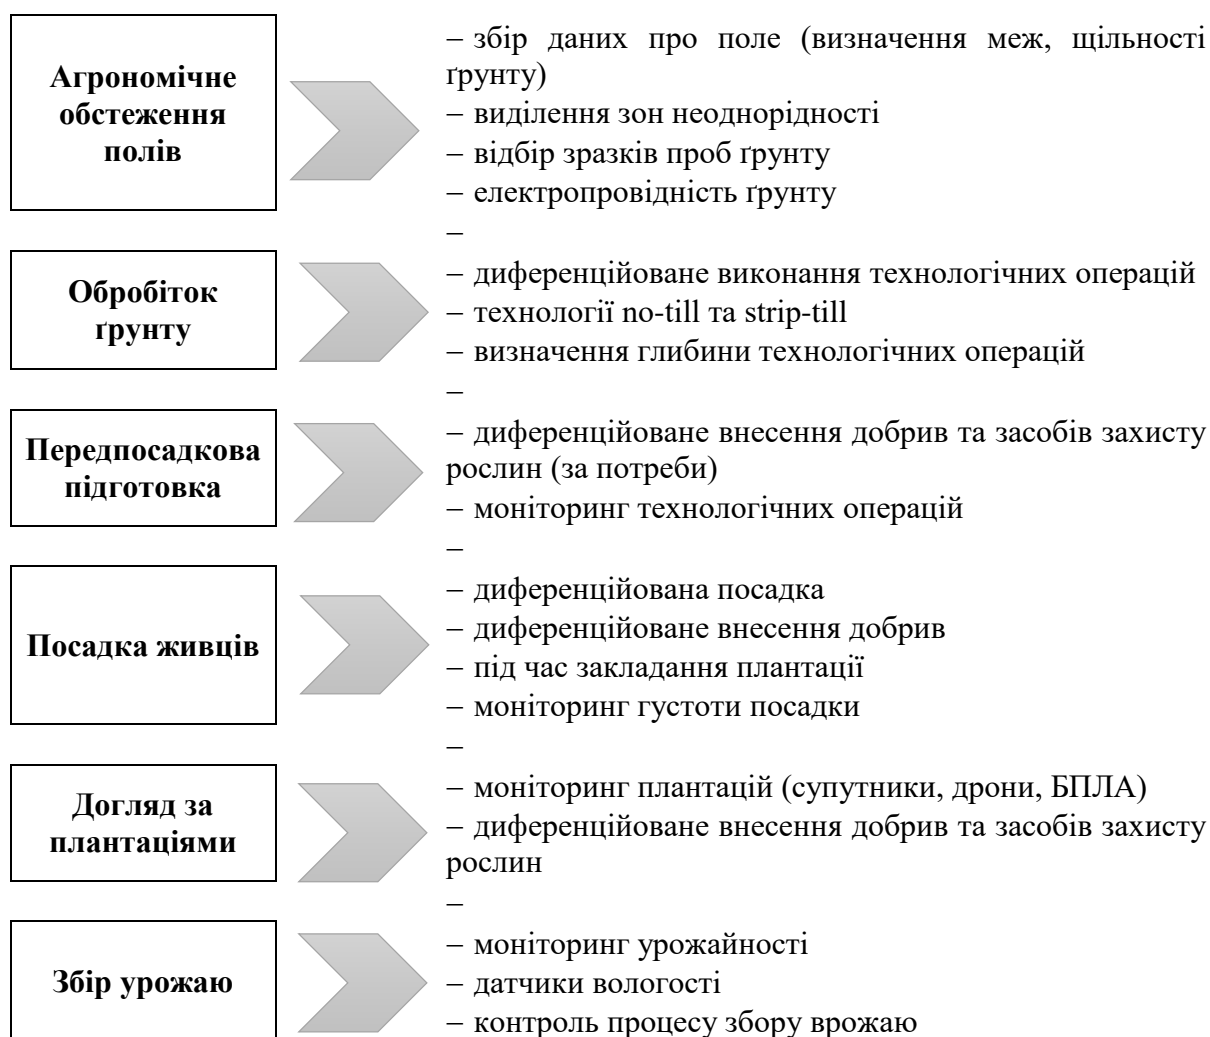 Агрономічне
обстеження
полів
– збір даних про поле (визначення меж, щільності
ґрунту)
– виділення зон неоднорідності
– відбір зразків проб ґрунту
– електропровідність ґрунту
–
Обробіток
ґрунту
– диференційоване виконання технологічних операцій
– технології no-till та strip-till
– визначення глибини технологічних операцій
–
Передпосадкова
підготовка
– диференційоване внесення добрив та засобів захисту
рослин (за потреби)
– моніторинг технологічних операцій
–
Посадка живців
– диференційована посадка
– диференційоване внесення добрив
– під час закладання плантації
– моніторинг густоти посадки
–
Догляд за
плантаціями
– моніторинг плантацій (супутники, дрони, БПЛА)
– диференційоване внесення добрив та засобів захисту
рослин
–
Збір урожаю
– моніторинг урожайності
– датчики вологості
– контроль процесу збору врожаю